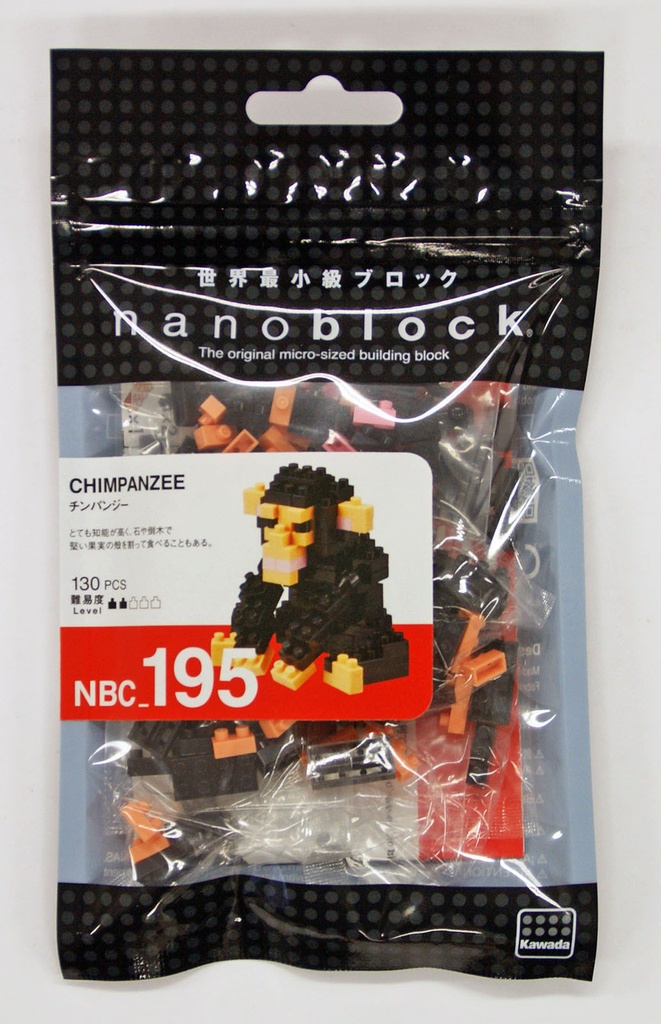 世界最小級ブロック
nanoblock
The original micro-sized building block
CHIMPANZEE
チンパンジー
とても知能が高く、石や倒木で
堅い果実の殻を割って食べることもある。
130 PCS
難易度
Level
NBC_195
Kawada